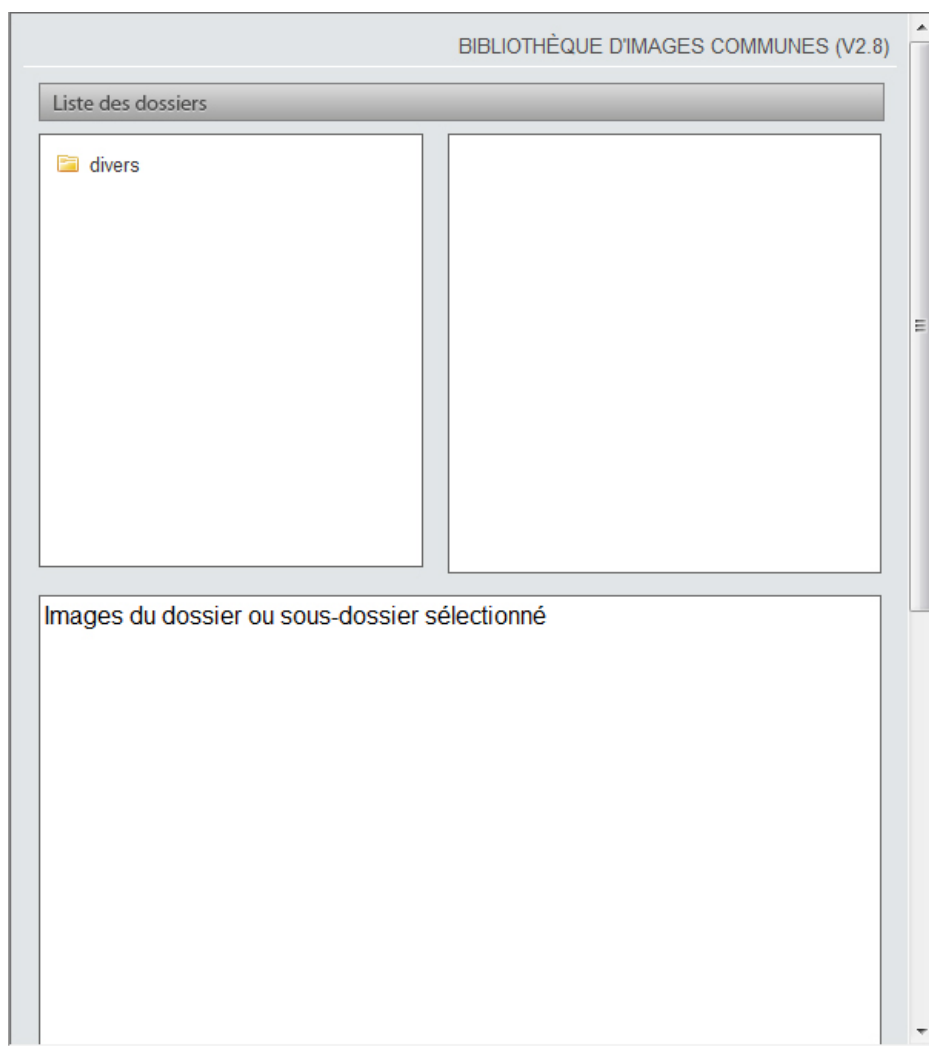 BIBLIOTHÈQUE D'IMAGES COMMUNES (V2.8)
Liste des dossiers
divers
Images du dossier ou sous-dossier sélectionné